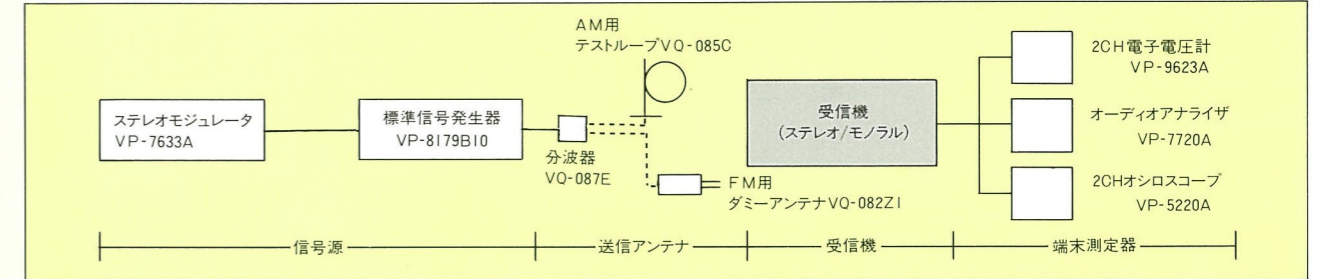 ステレオモジュレータ
VP-7633A
標準信号発生器
VP-8179B10
分波器
VQ-087E
AM用
テストループVQ-085C
FM用
ダミーアンテナVQ-082Z1
受信機
(ステレオ/モノラル)
2CH電子電圧計
VP-9623A
オーディオアナライザ
VP-7720A
2CHオシロスコープ
VP-5220A
信号源
送信アンテナ
受信機
端末測定器